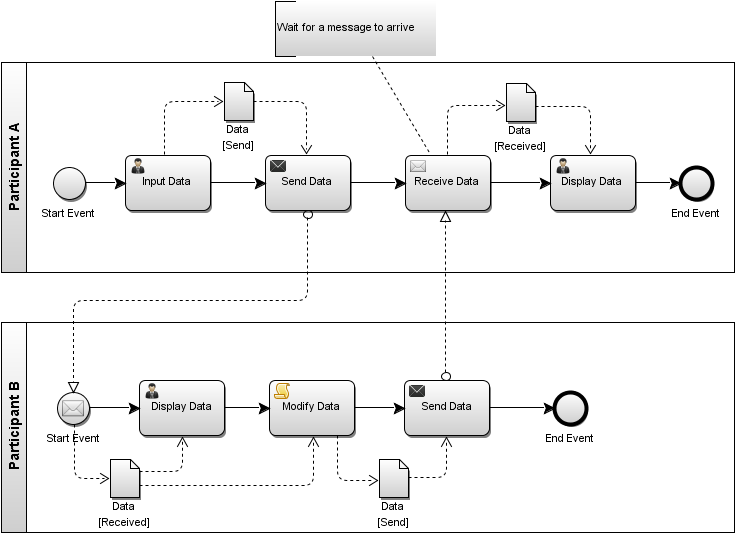 Wait for a message to arrive
Participant A
Data
[Send]
Data
[Received]
Input Data
Send Data
Receive Data
Display Data
Start Event
End Event
Participant B
Display Data
Modify Data
Send Data
Start Event
End Event
Data
[Received]
Data
[Send]